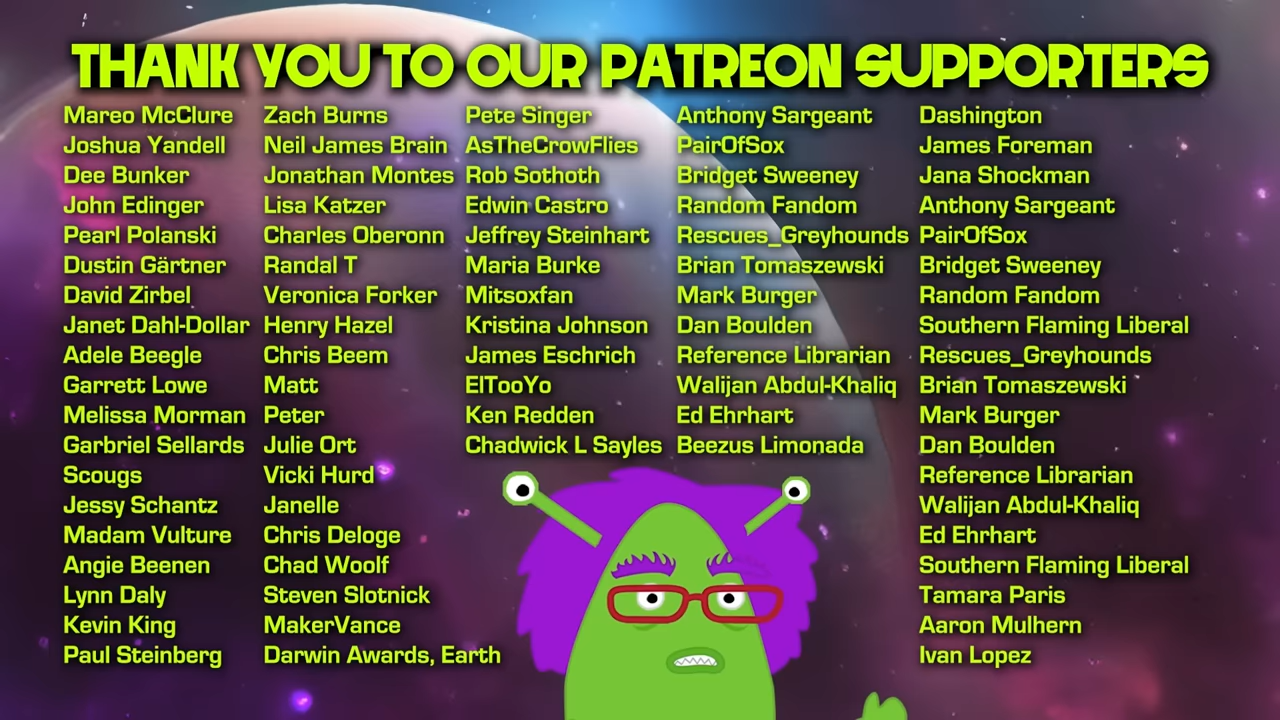 THANK YOU TO OUR PATREON SUPPORTERS
Mareo McClure
Joshua Yandell
Dee Bunker
John Edinger
Pearl Polanski
Dustin Gärtner
David Zirbel
Janet Dahl-Dollar
Adele Beegle
Garrett Lowe
Melissa Morman
Garbriel Sellards
Scougs
Jessy Schantz
Madam Vulture
Angie Beenen
Lynn Daly
Kevin King
Paul Steinberg
Zach Burns
Neil James Brain
Jonathan Montes
Lisa Katzer
Charles Oberonn
Randal T
Veronica Forker
Henry Hazel
Chris Beem
Matt
Peter
Julie Ort
Vicki Hurd
Janelle
Chris Deloge
Chad Woolf
Steven Slotnick
MakerVance
Darwin Awards, Earth
Pete Singer
AsTheCrowFlies
Rob Sothoth
Edwin Castro
Jeffrey Steinhart
Maria Burke
Mitsoxfan
Kristina Johnson
James Eschrich
ElTooYo
Ken Redden
Chadwick L Sayles
Anthony Sargeant
PairOfSox
Bridget Sweeney
Random Fandom
Rescues_Greyhounds
Brian Tomaszewski
Mark Burger
Dan Boulden
Reference Librarian
Walijan Abdul-Khaliq
Ed Ehrhart
Beezus Limonada
Dashington
James Foreman
Jana Shockman
Anthony Sargeant
PairOfSox
Bridget Sweeney
Random Fandom
Southern Flaming Liberal
Rescues_Greyhounds
Brian Tomaszewski
Mark Burger
Dan Boulden
Reference Librarian
Walijan Abdul-Khaliq
Ed Ehrhart
Southern Flaming Liberal
Tamara Paris
Aaron Mulhern
Ivan Lopez